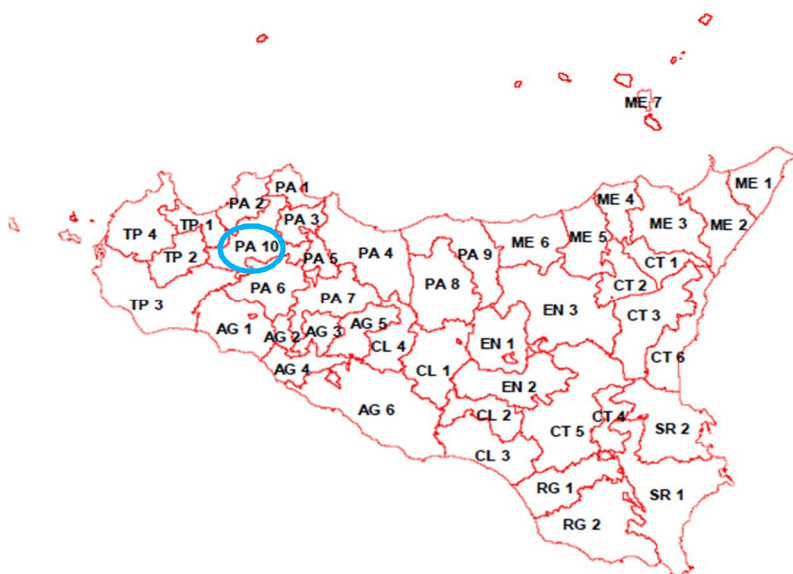 ME 7
PA 1
PA 2
ME 1
TP 1
PA 3
ME 4
ME 3
ME 2
TP 4
PA 10
PA 4
PA 9
ME 6
ME 5
TP 2
PA 5
CT 1
PA 6
PA 8
CT 2
TP 3
PA 7
EN 3
CT 3
AG 1
AG 2
AG 3
AG 5
CL 4
EN 1
CT 6
AG 4
CL 1
EN 2
AG 6
CL 2
CT 4
CT 5
SR 2
CL 3
RG 1
SR 1
RG 2